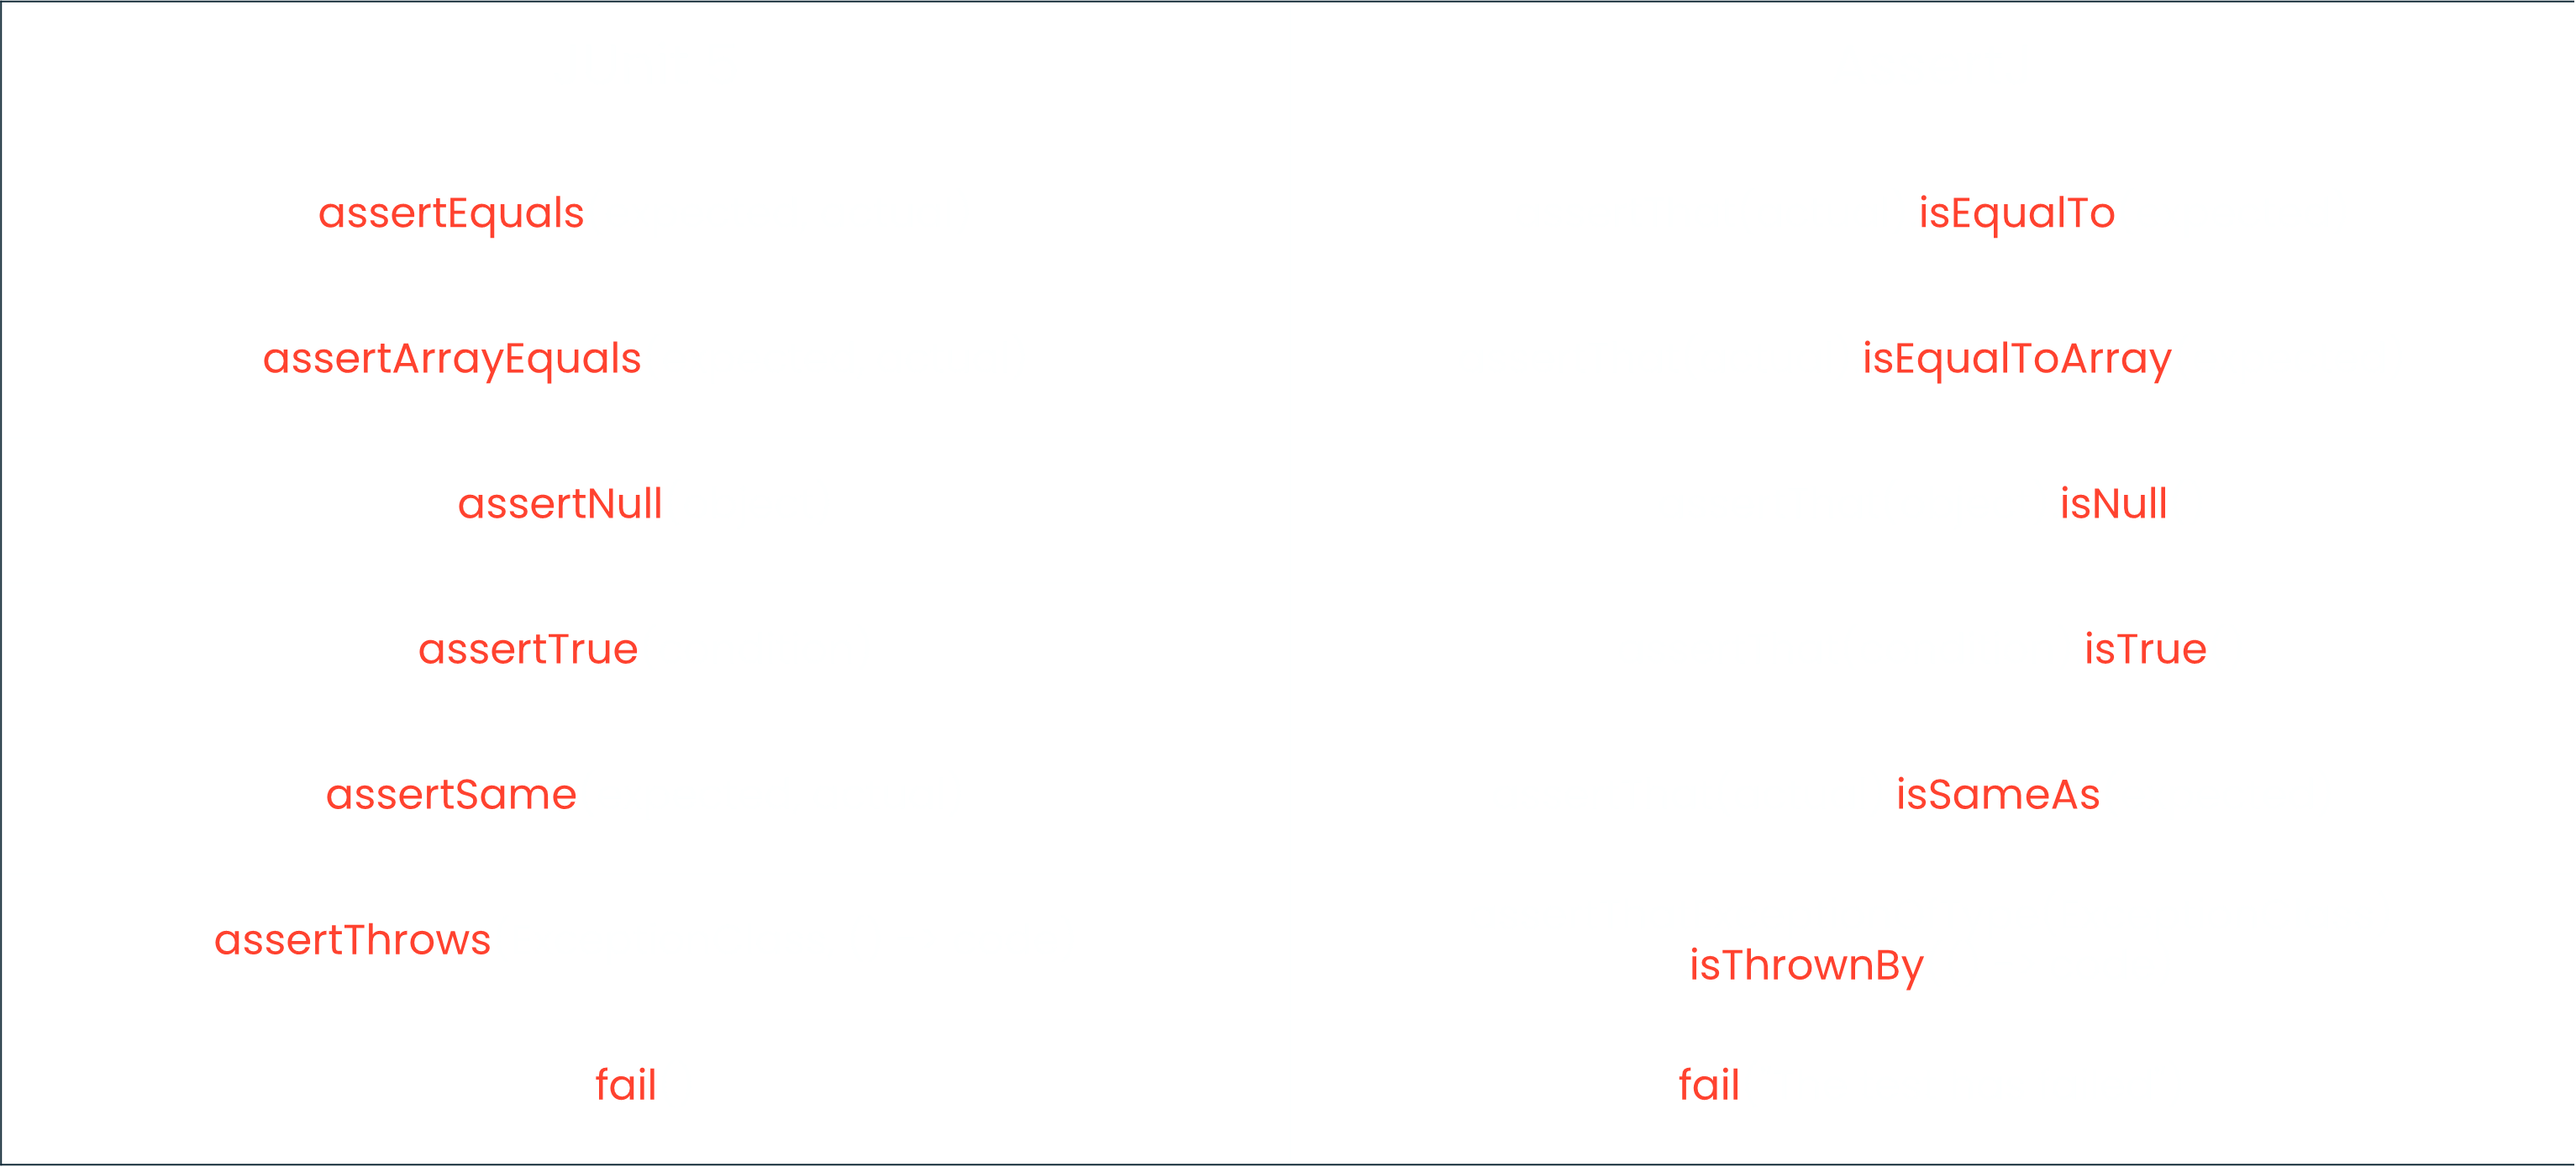 assertEquals isEqualTo
assertArrayEquals isEqualToArray
assertNull isNull
assertTrue isTrue
assertSame isSameAs
assertThrows isThrownBy
fail fail